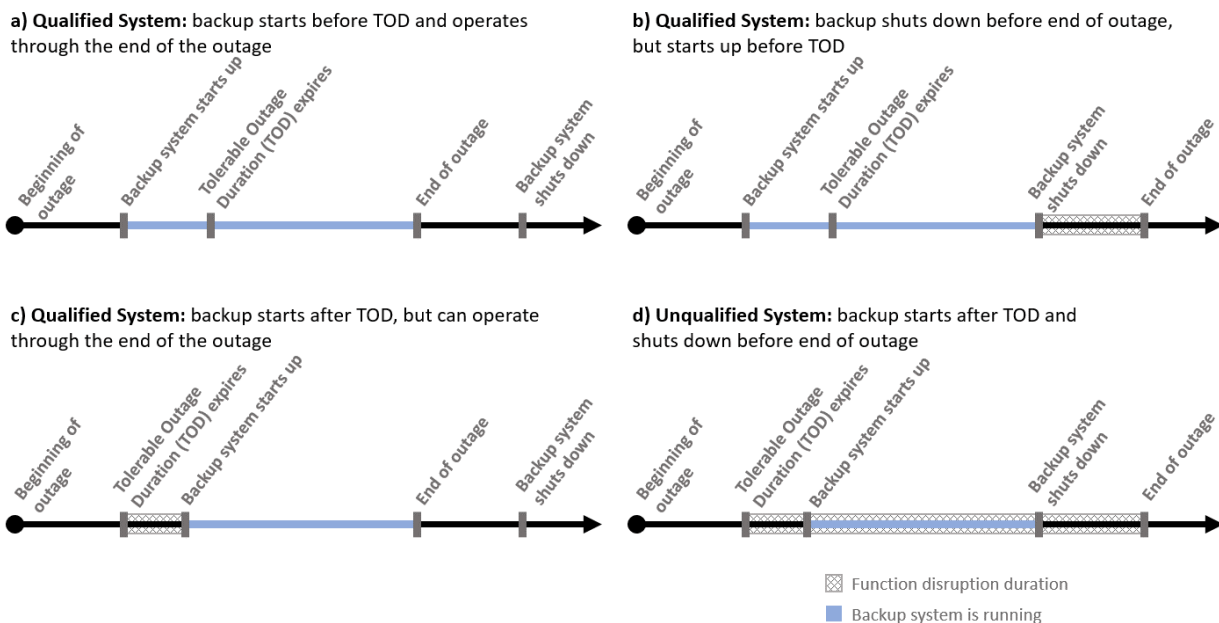 a) Qualified System: backup starts before TOD and operates
through the end of the outage
Beginning of
outage
Backup system starts up
Tolerable Outage
Duration (TOD) expires
End of outage
Backup system
shuts down
b) Qualified System: backup shuts down before end of outage,
but starts up before TOD
Beginning of
outage
Backup system starts up
Tolerable Outage
Duration (TOD) expires
Backup system
shuts down
End of outage
c) Qualified System: backup starts after TOD, but can operate
through the end of the outage
Beginning of
outage
Tolerable Outage
Duration (TOD) expires
Backup system starts up
End of outage
Backup system
shuts down
d) Unqualified System: backup starts after TOD and
shuts down before end of outage
Beginning of
outage
Tolerable Outage
Duration (TOD) expires
Backup system starts up
Backup system
shuts down
End of outage
Function disruption duration
Backup system is running